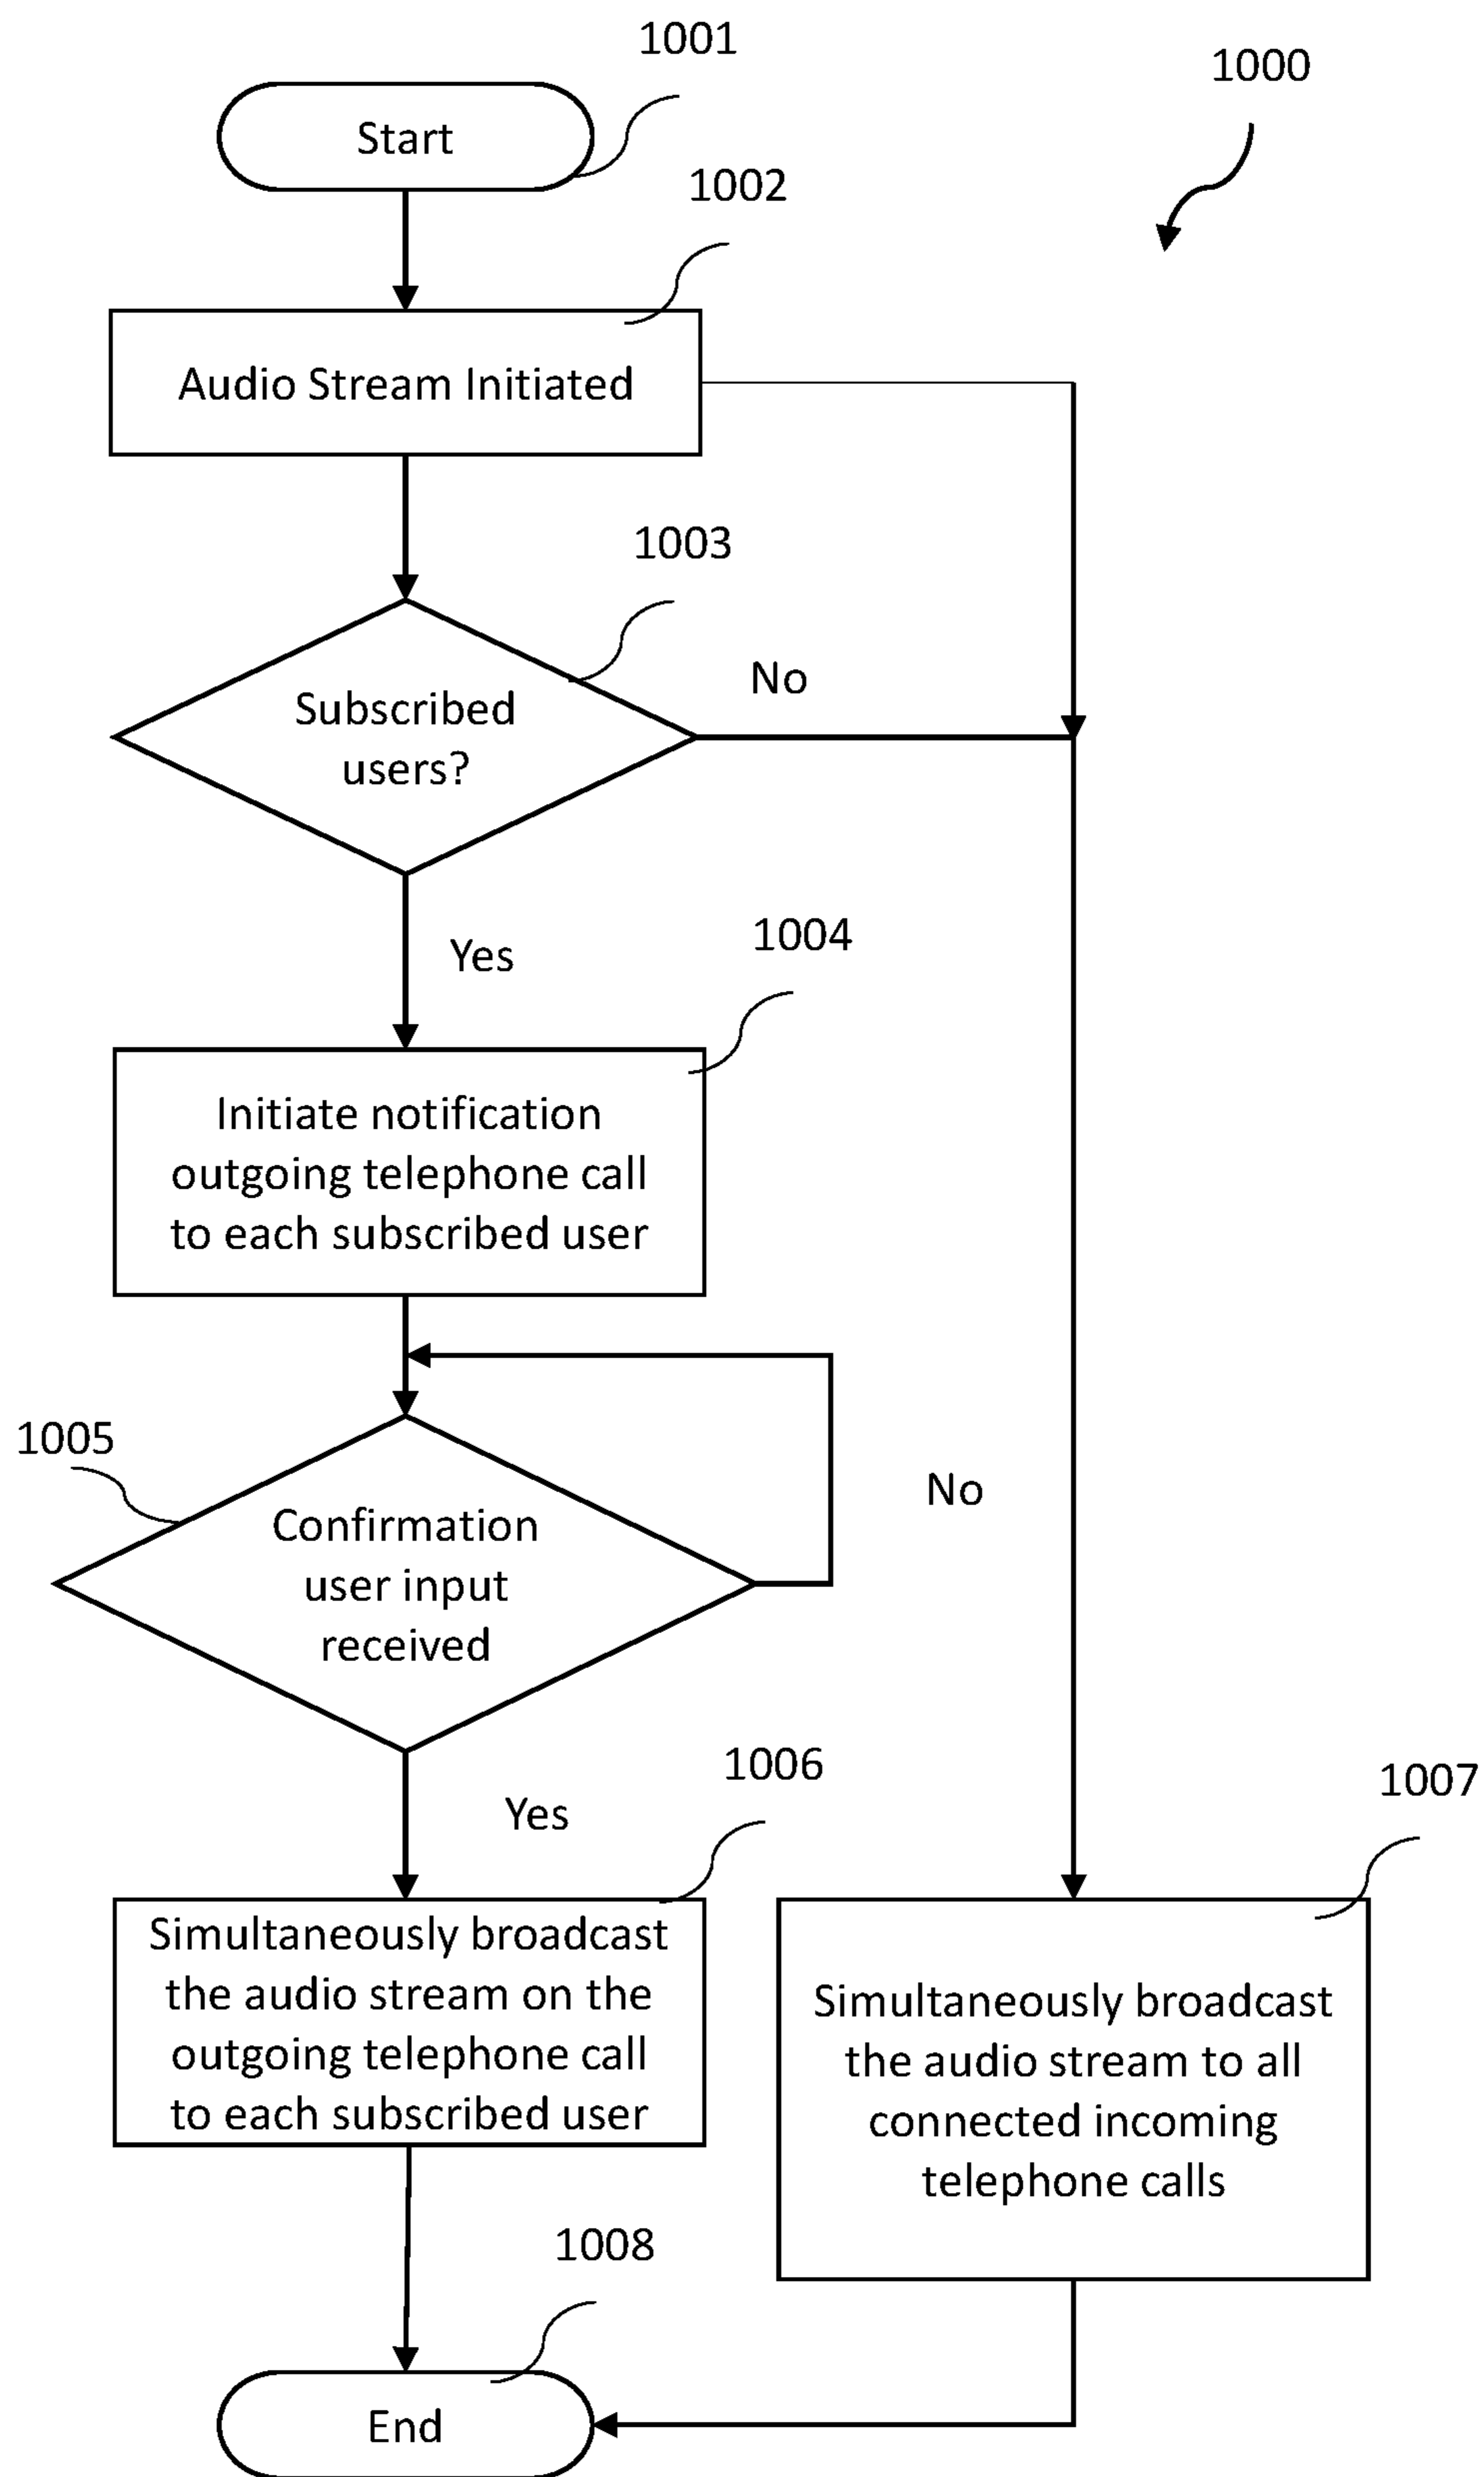 1001
1000
Start
1002
Audio Stream Initiated
1003
No
Subscribed
users?
Yes
1004
Initiate notification
outgoing telephone call
to each subscribed user
1005
No
Confirmation
user input
received
1006
1007
Yes
Simultaneously broadcast
the audio stream on the
outgoing telephone call
to each subscribed user
Simultaneously broadcast
the audio stream to all
connected incoming
telephone calls
1008
End